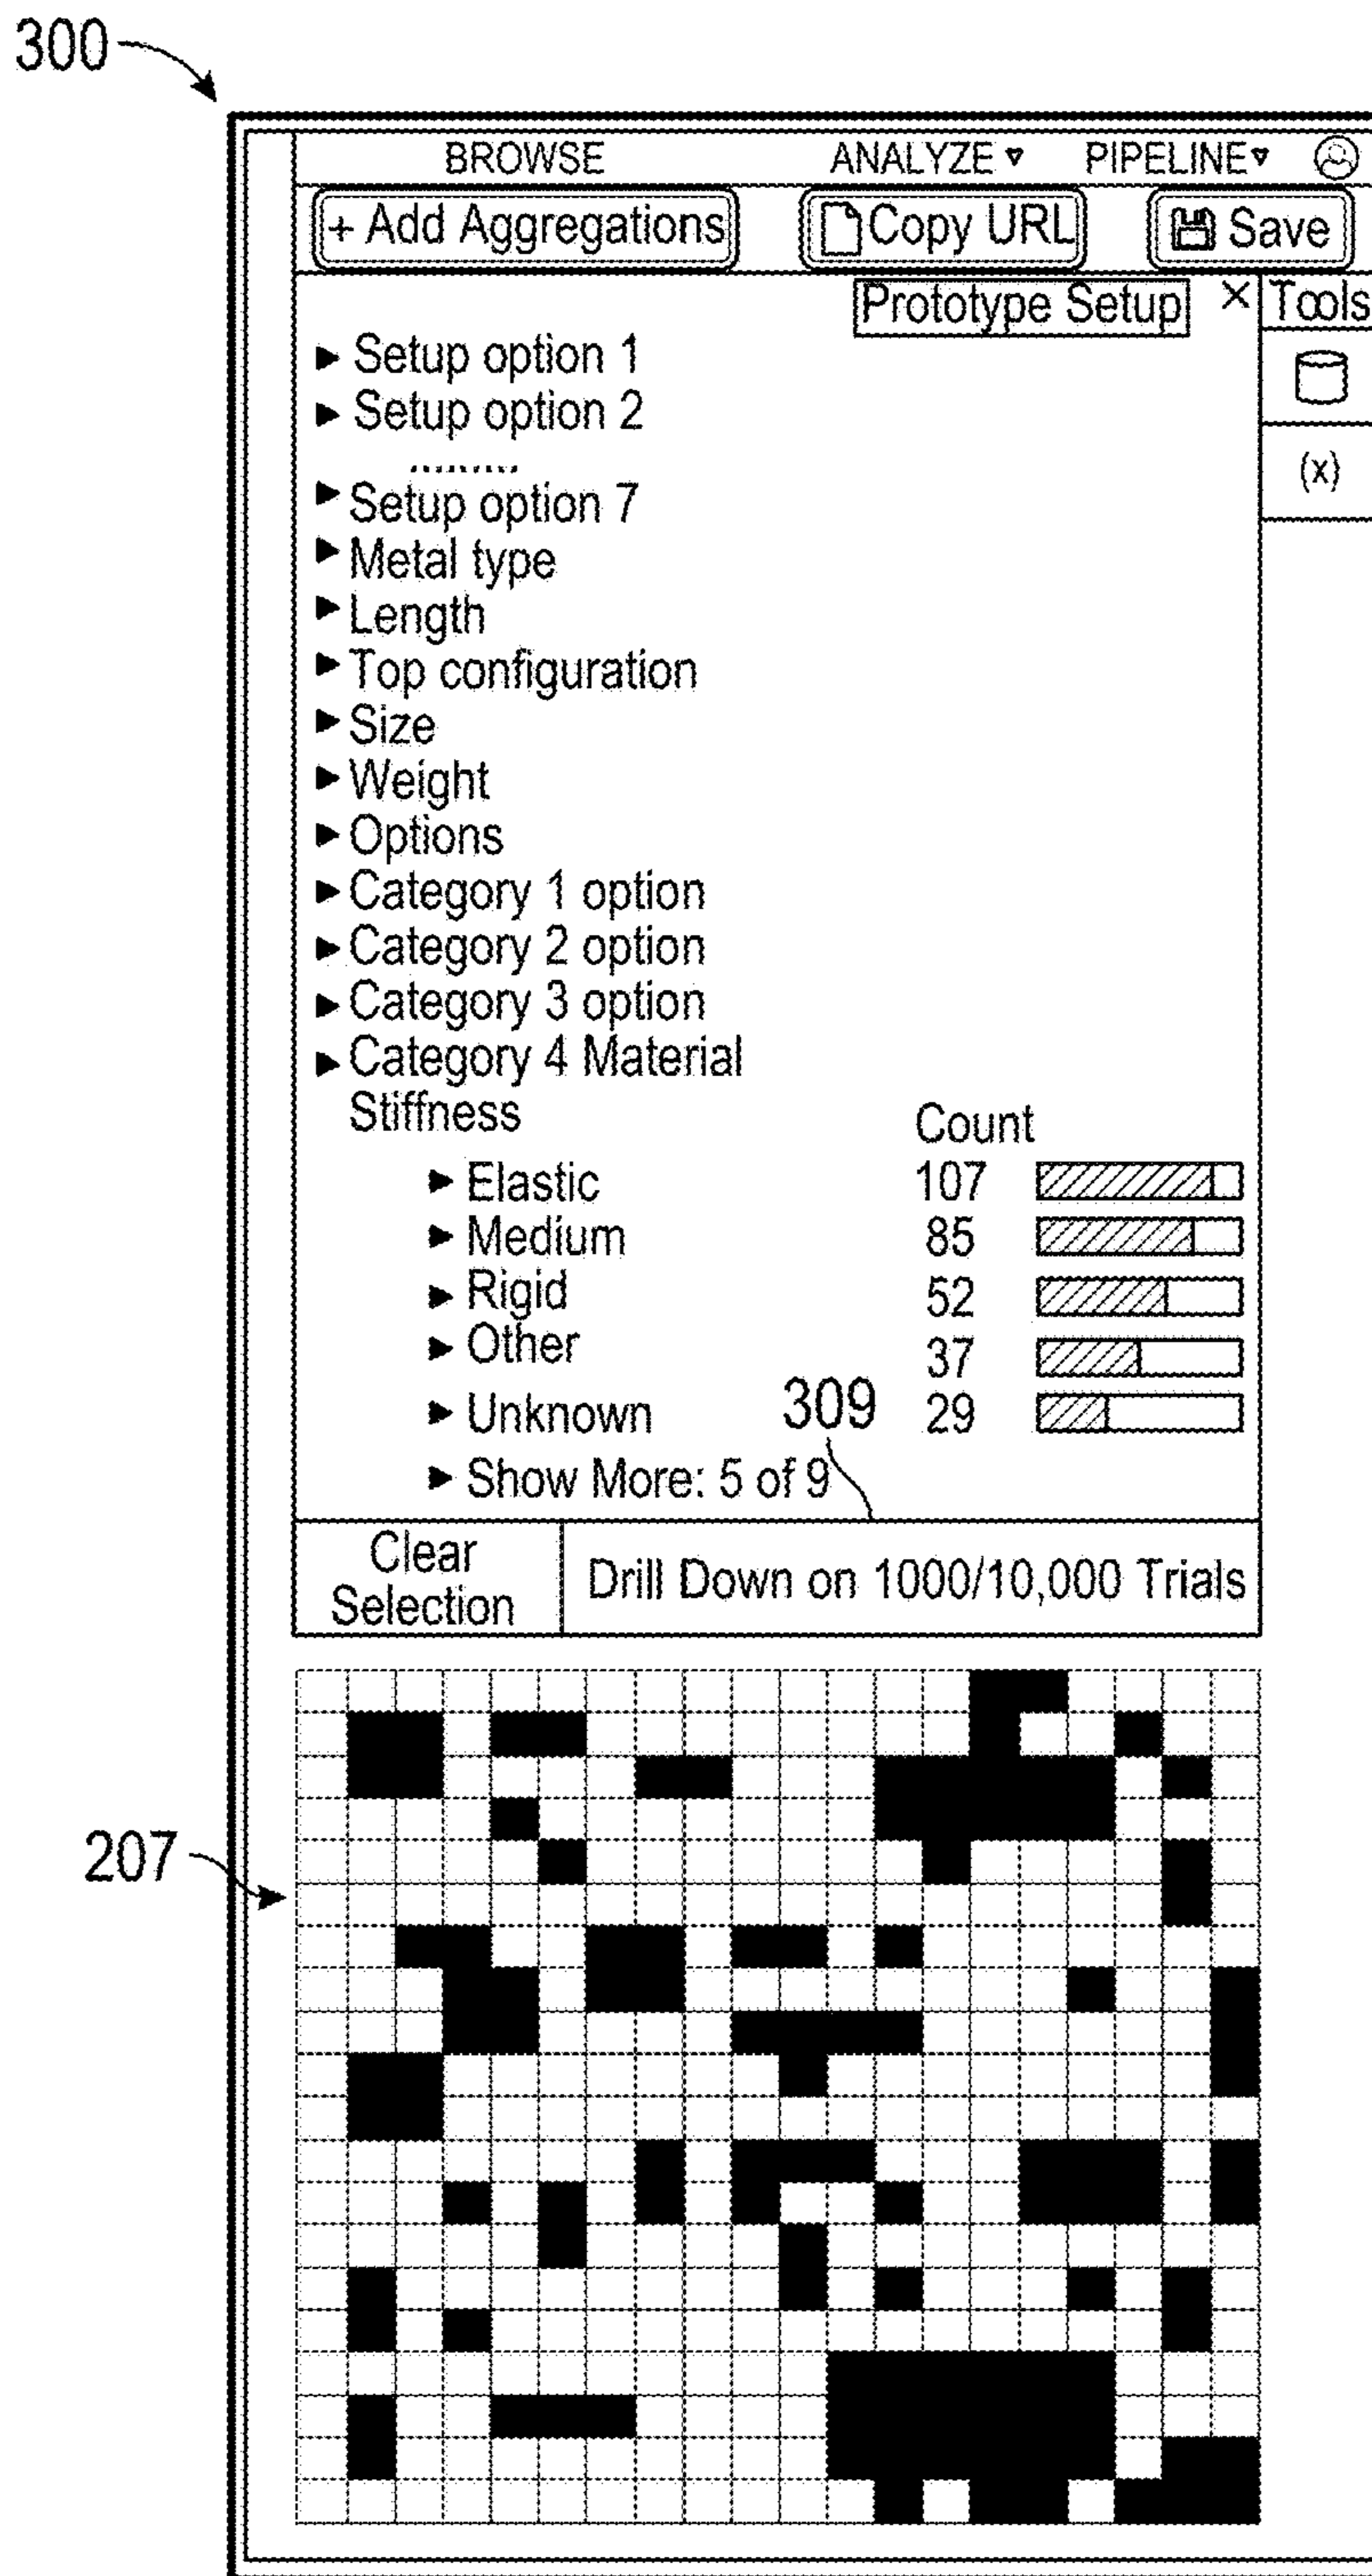 300
BROWSE ANALYZE PIPELINE
+ Add Aggregations Copy URL Save
Prototype Setup × Tools
Setup option 1
Setup option 2
........
(x)
Setup option 7
Metal type
Length
Top configuration
Size
Weight
Options
Category 1 option
Category 2 option
Category 3 option
Category 4 Material
Stiffness Count
Elastic 107
Medium 85
Rigid 52
Other 37
309
Unknown 29
Show More: 5 of 9
Clear
Selection
Drill Down on 1000/10,000 Trials
207